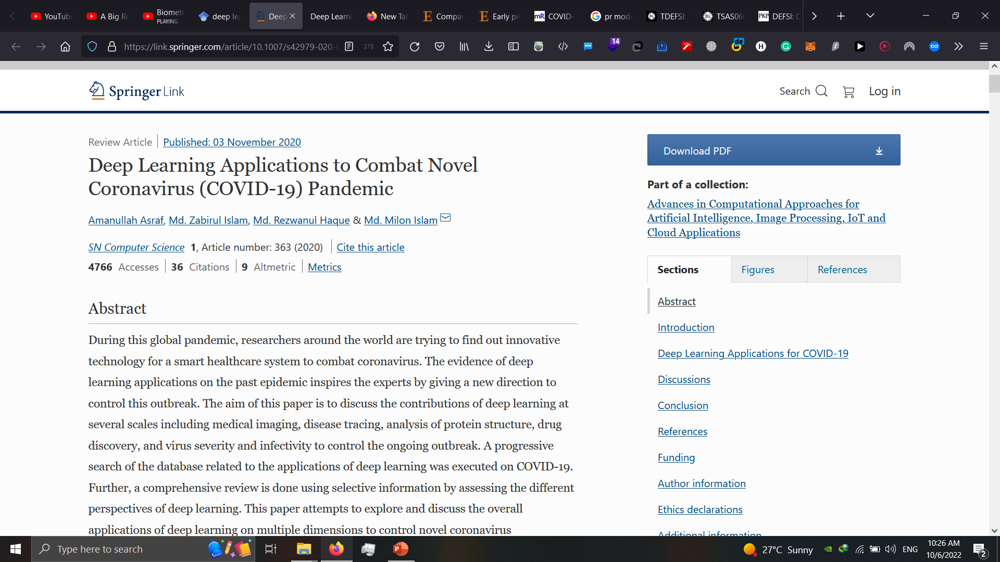 YouTub
A Big Re
Biometr
PLAYING
deep le
Deep
Deep Learni
New Ta
Compar
Early pr
COVID-
pr mod
TDEFSI:
TSAS06
DEFSI: D
https://link.springer.com/article/10.1007/s42979-020-0
378
14
de
Springer Link
Search
Log in
Review Article
Published: 03 November 2020
Deep Learning Applications to Combat Novel
Coronavirus (COVID-19) Pandemic
Amanullah Asraf, Md. Zabirul Islam, Md. Rezwanul Haque & Md. Milon Islam
SN Computer Science 1, Article number: 363 (2020) Cite this article
4766 Accesses 36 Citations 9 Altmetric Metrics
Abstract
During this global pandemic, researchers around the world are trying to find out innovative
technology for a smart healthcare system to combat coronavirus. The evidence of deep
learning applications on the past epidemic inspires the experts by giving a new direction to
control this outbreak. The aim of this paper is to discuss the contributions of deep learning at
several scales including medical imaging, disease tracing, analysis of protein structure, drug
discovery, and virus severity and infectivity to control the ongoing outbreak. A progressive
search of the database related to the applications of deep learning was executed on COVID-19.
Further, a comprehensive review is done using selective information by assessing the different
perspectives of deep learning. This paper attempts to explore and discuss the overall
applications of deep learning on multiple dimensions to control novel coronavirus
Download PDF
Part of a collection:
Advances in Computational Approaches for
Artificial Intelligence, Image Processing, IoT and
Cloud Applications
Sections
Figures
References
Abstract
Introduction
Deep Learning Applications for COVID-19
Discussions
Conclusion
References
Funding
Author information
Ethics declarations
Additional information
Type here to search
27°C Sunny
ENG
10:26 AM
10/6/2022
2